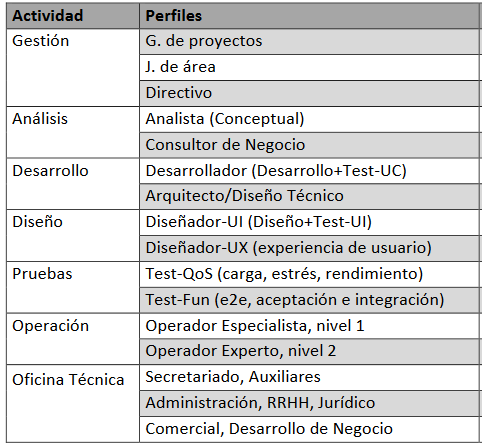 Actividad Perfiles
Gestión G. de proyectos
J. de área
Directivo
Análisis Analista (Conceptual)
Consultor de Negocio
Desarrollo Desarrollador (Desarrollo+Test-UC)
Arquitecto/Diseño Técnico
Diseño Diseñador-UI (Diseño+Test-UI)
Diseñador-UX (experiencia de usuario)
Pruebas Test-QoS (carga, estrés, rendimiento)
Test-Fun (e2e, aceptación e integración)
Operación Operador Especialista, nivel 1
Operador Experto, nivel 2
Oficina Técnica Secretariado, Auxiliares
Administración, RRHH, Jurídico
Comercial, Desarrollo de Negocio